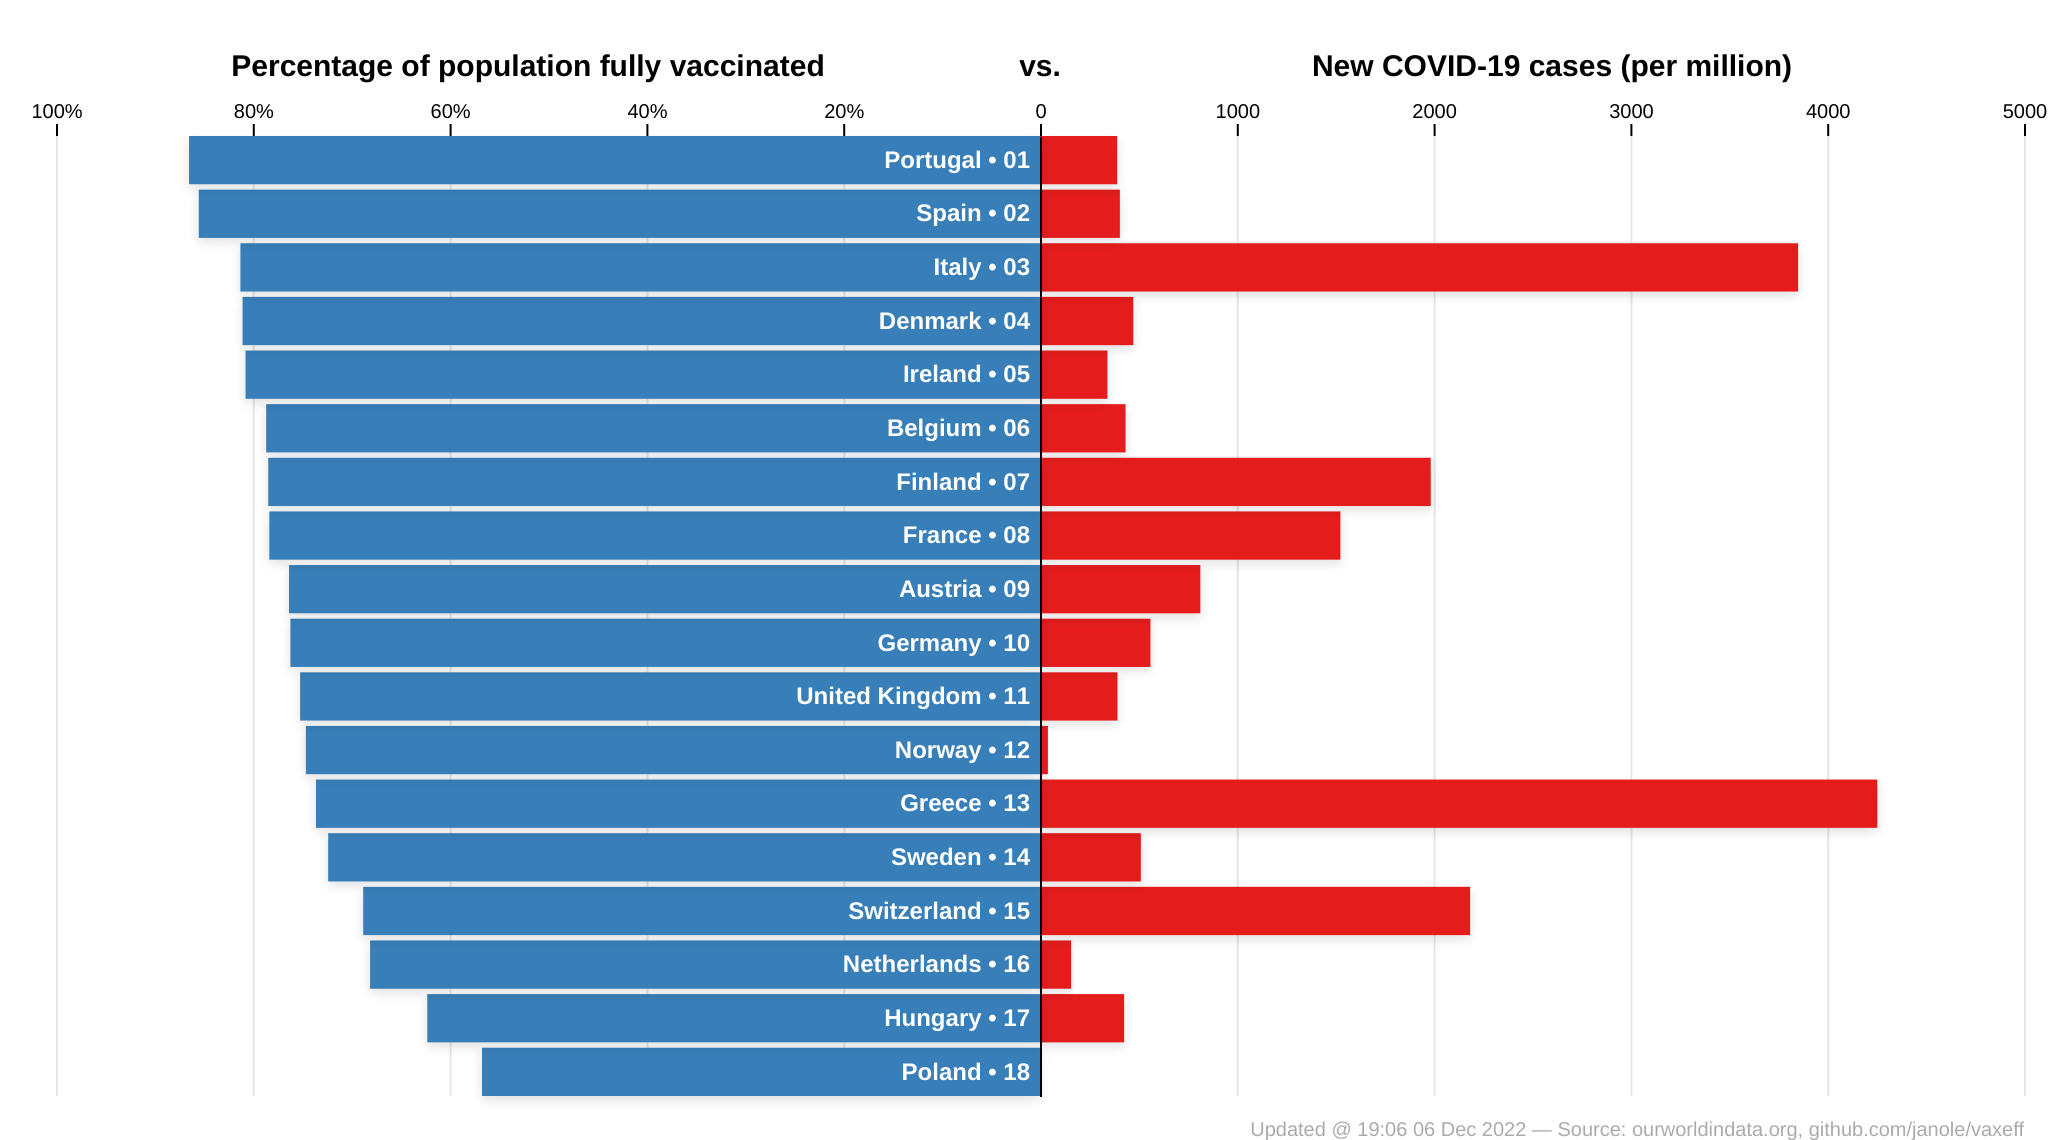 Percentage of population fully vaccinated vs. New COVID-19 cases (per million)
100% 80% 60% 40% 20% 0 1000 2000 3000 4000 5000
Portugal • 01
Spain • 02
Italy • 03
Denmark • 04
Ireland • 05
Belgium • 06
Finland • 07
France • 08
Austria • 09
Germany • 10
United Kingdom • 11
Norway • 12
Greece • 13
Sweden • 14
Switzerland • 15
Netherlands • 16
Hungary • 17
Poland • 18
Updated @ 19:06 06 Dec 2022 — Source: ourworldindata.org, github.com/janole/vaxeff